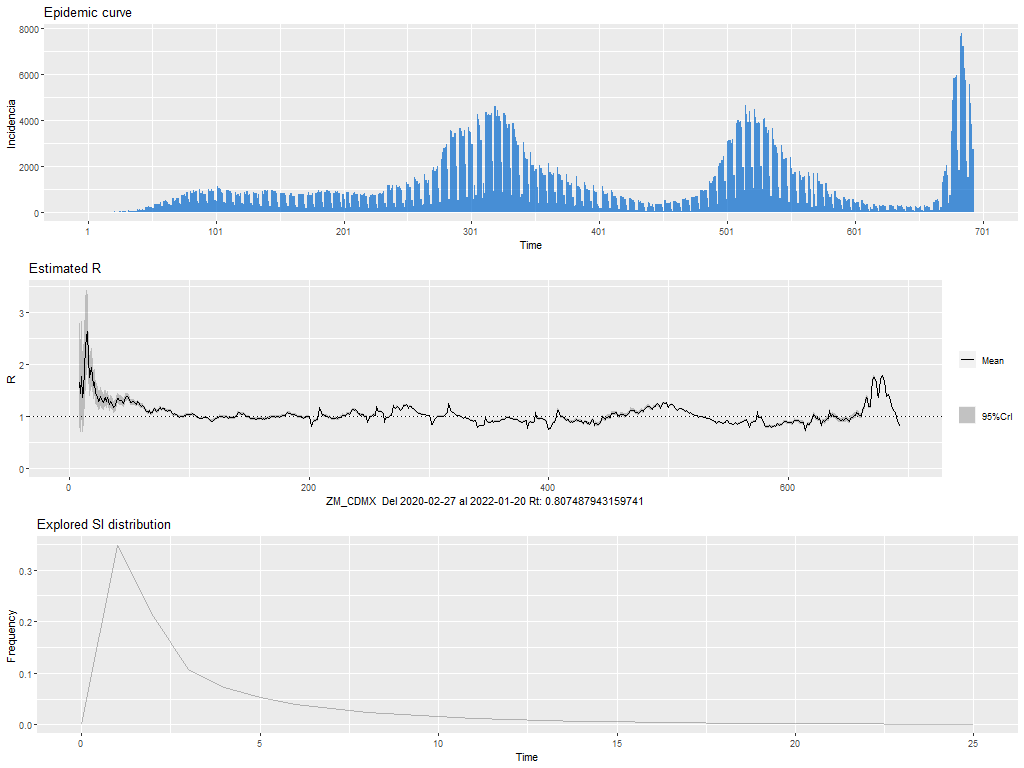 Epidemic curve
8000
6000
4000
2000
0
Incidencia
1 101 201 301 401 501 601 701
Time
Estimated R
3
2
1
0
R
Mean
95%CrI
0 200 400 600
ZM_CDMX Del 2020-02-27 al 2022-01-20 Rt: 0.807487943159741
Explored SI distribution
0.3
0.2
0.1
0.0
Frequency
0 5 10 15 20 25
Time